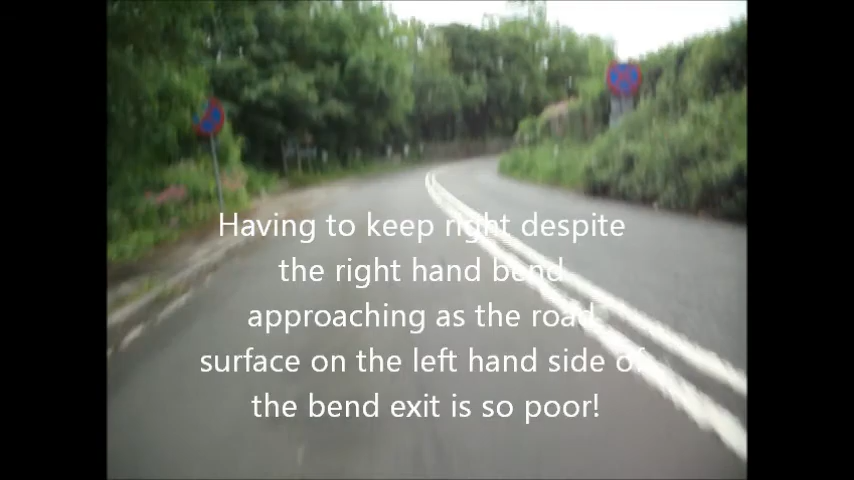 Having to keep right despite
the right hand bend
approaching as the road
surface on the left hand side of
the bend exit is so poor!